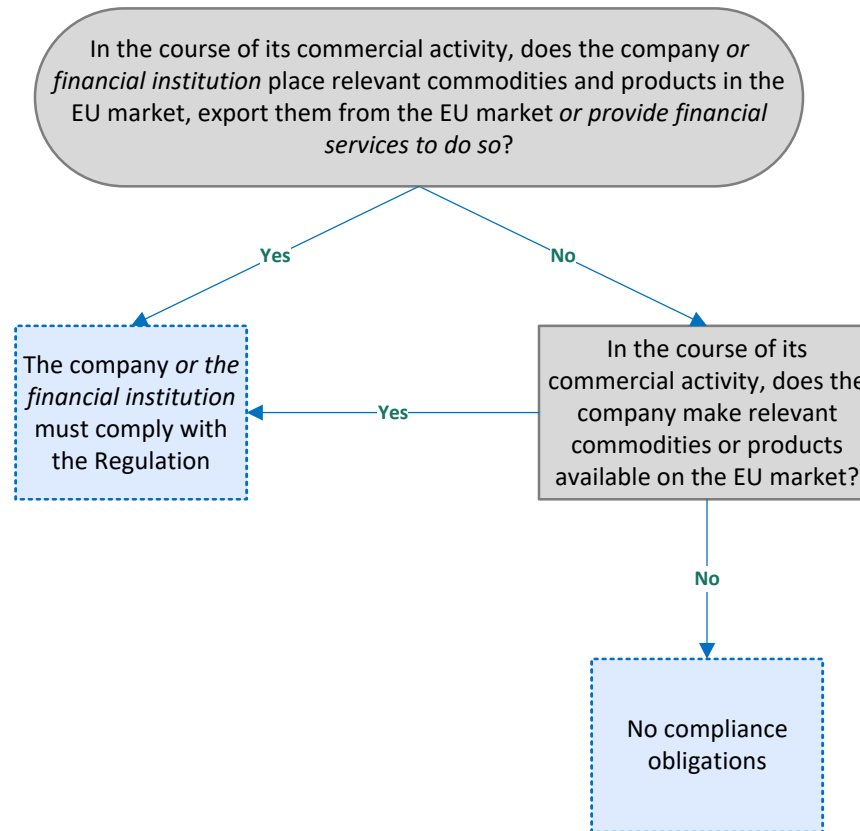 In the course of its commercial activity, does the company or
financial institution place relevant commodities and products in the
EU market, export them from the EU market or provide financial
services to do so?
Yes
No
The company or the
financial institution
must comply with
the Regulation
Yes
In the course of its
commercial activity, does the
company make relevant
commodities or products
available on the EU market?
No
No compliance
obligations